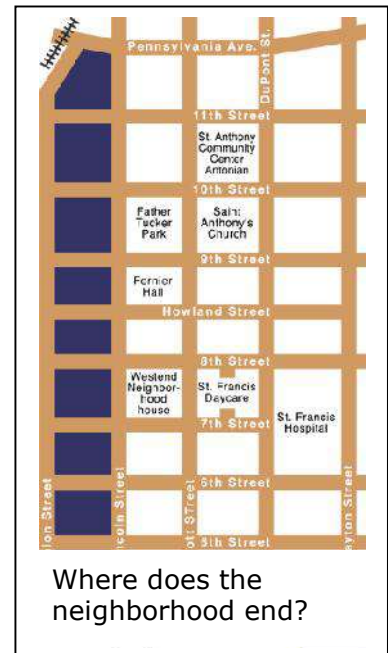 Pennsylvania Ave.
DuPont St.
11th Street
St. Anthony
Community
Center
Antonian
10th Street
Father
Tucker
Park
Saint
Anthony's
Church
9th Street
Fernier
Hall
Howland Street
8th Street
Westend
Neighbor-
hood
house
St. Francis
Daycare
St. Francis
Hospital
7th Street
6th Street
Street
Street
ott STreet
Street
5th Street
Where does the
neighborhood end?